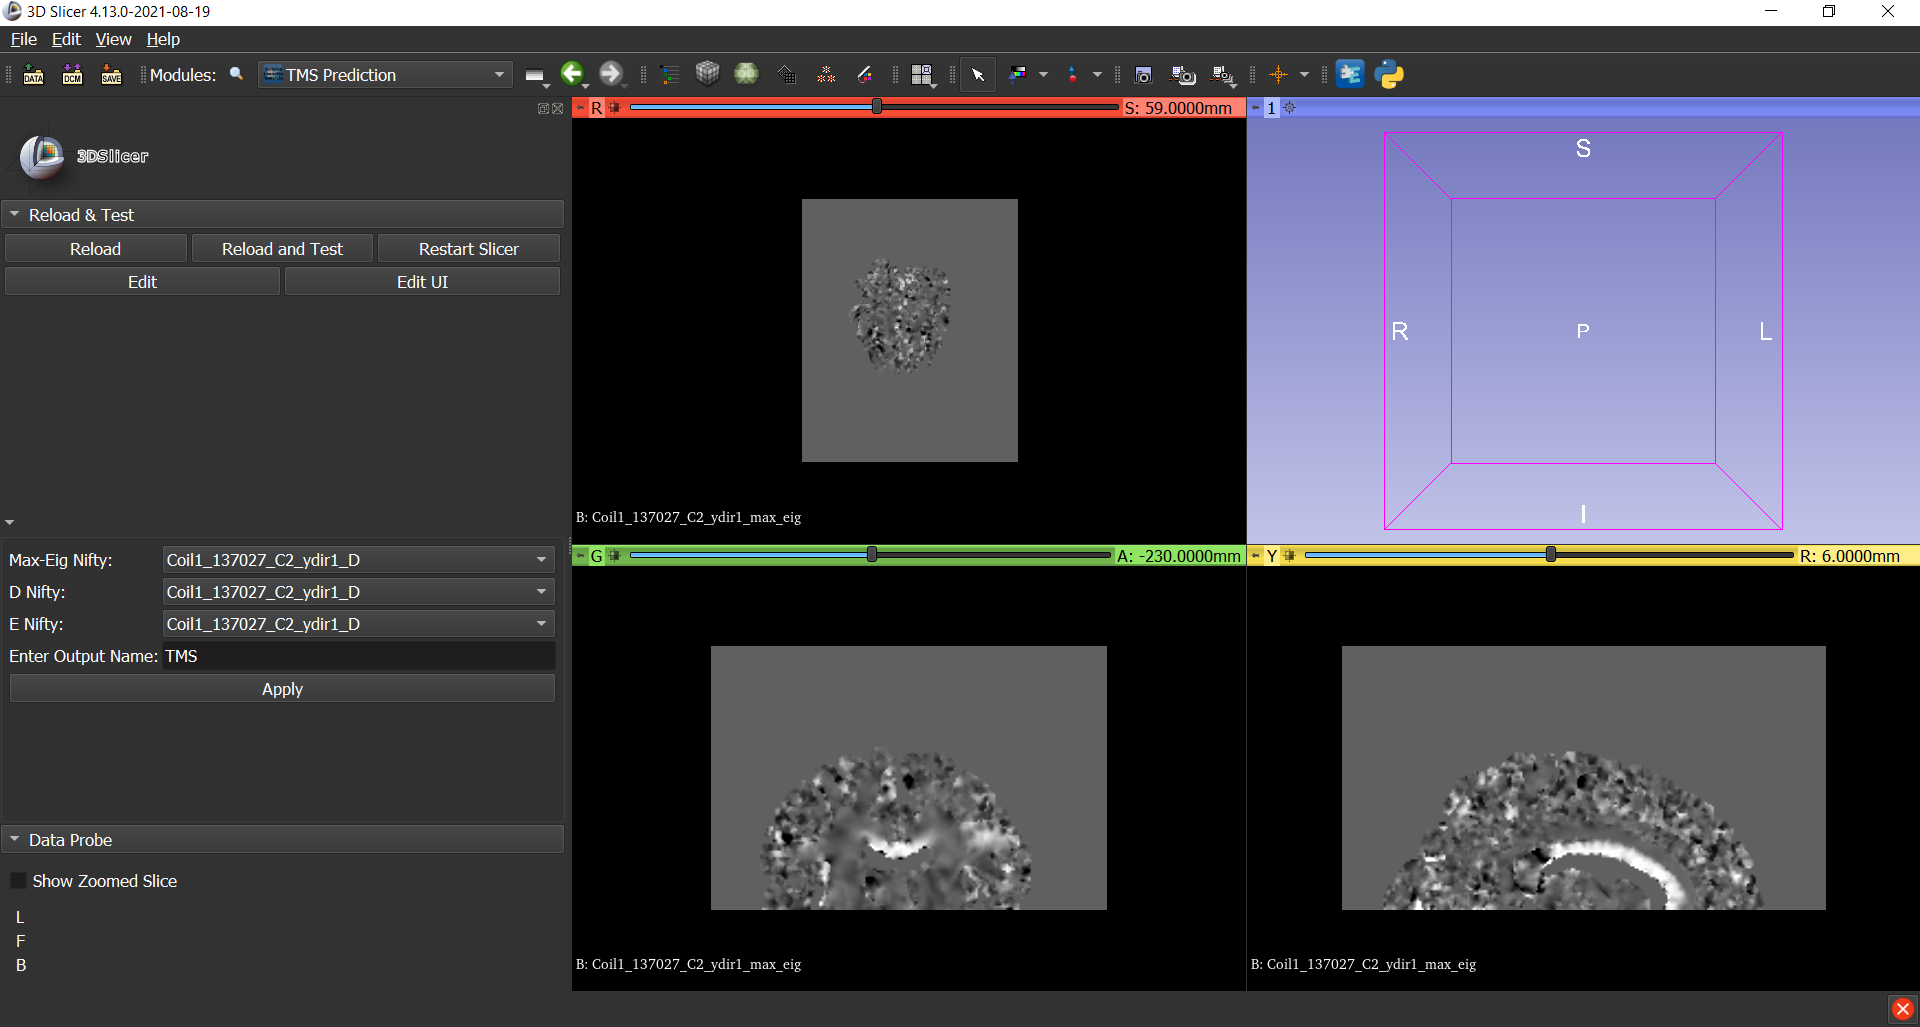 3D Slicer 4.13.0-2021-08-19
File Edit View Help
DATA DCM SAVE Modules: TMS Prediction
R S: 59.0000mm 1
3DSlicer
Reload & Test
Reload Reload and Test Restart Slicer
Edit Edit UI
S
R P L
I
B: Coil1_137027_C2_ydir1_max_eig
G A: -230.0000mm Y R: 6.0000mm
Max-Eig Nifty: Coil1_137027_C2_ydir1_D
D Nifty: Coil1_137027_C2_ydir1_D
E Nifty: Coil1_137027_C2_ydir1_D
Enter Output Name: TMS
Apply
Data Probe
Show Zoomed Slice
L
F
B
B: Coil1_137027_C2_ydir1_max_eig
B: Coil1_137027_C2_ydir1_max_eig